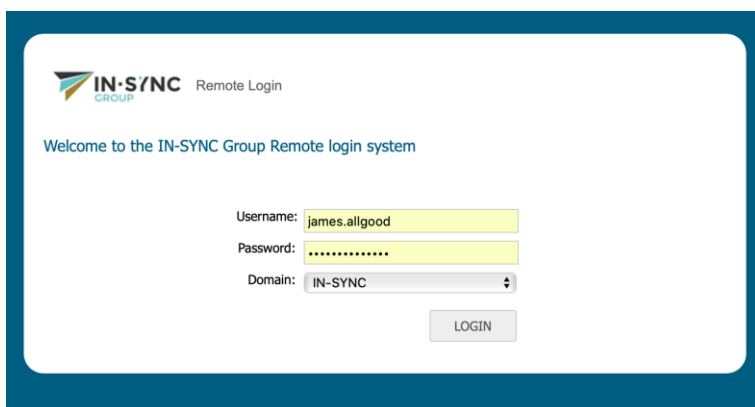 IN·SYNC Remote Login
GROUP
Welcome to the IN-SYNC Group Remote login system
Username: james.allgood
Password: ••••••••••••••
Domain: IN-SYNC
LOGIN